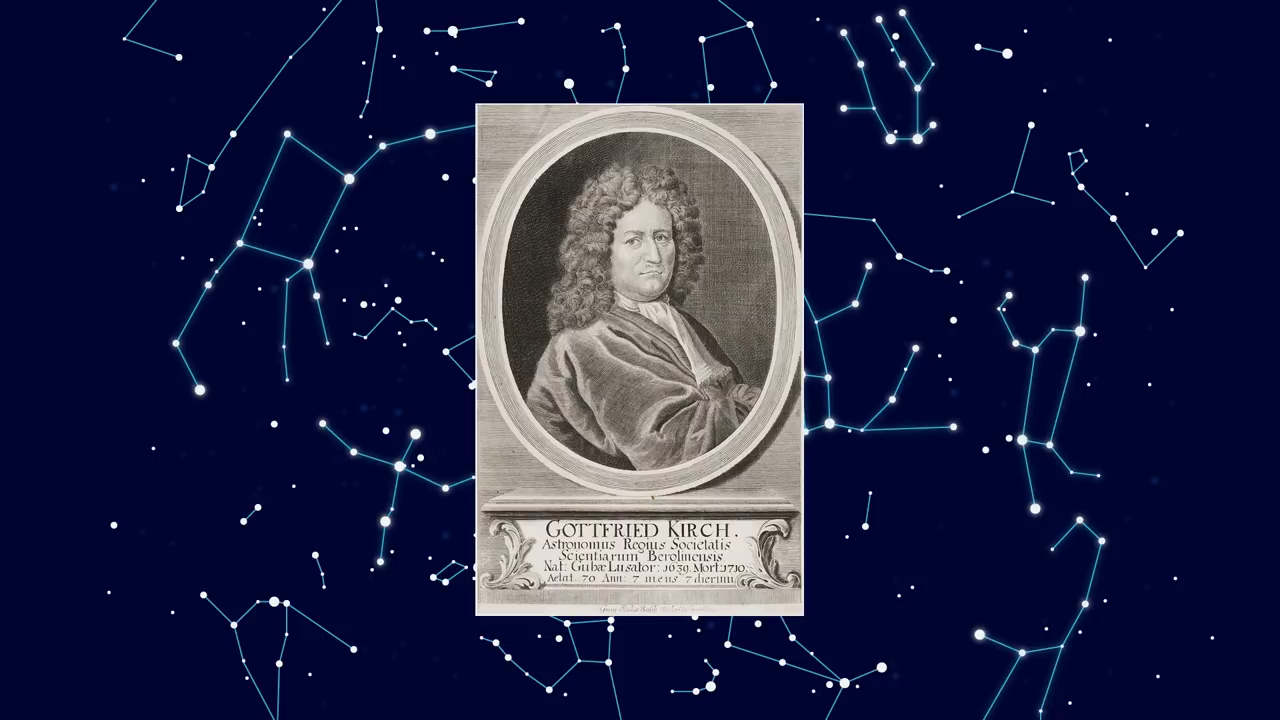 GOTTFRIED KIRCH.
Astronomus Regius Societatis
Scientiarum Berolinensis
Nat: Gubæ Lusator: 1639. Mort: 1710.
Aetat. 70 Ann: 7 mens 7 dierum